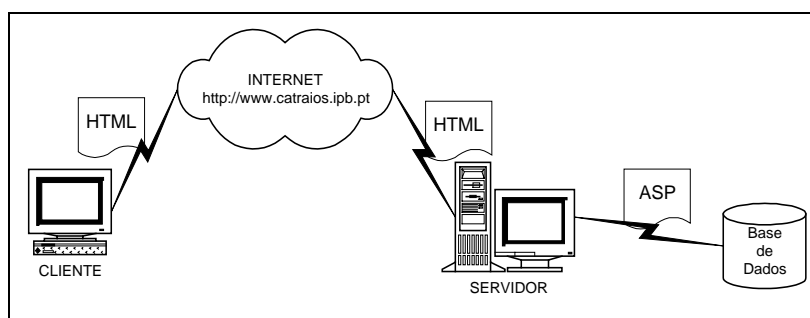 INTERNET
http://www.catraios.ipb.pt
HTML
HTML
ASP
Base
de
Dados
CLIENTE
SERVIDOR